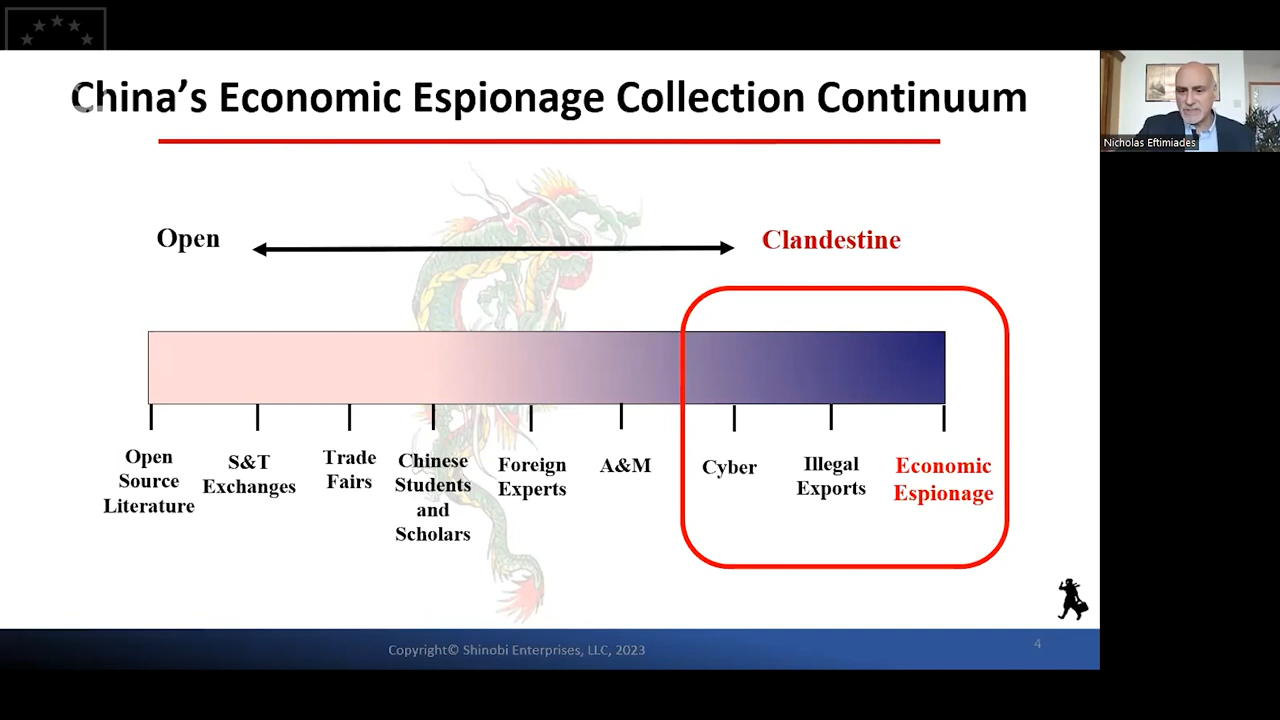 China's Economic Espionage Collection Continuum
Nicholas Eftimiades
Open
Clandestine
Open
Source
Literature
S&T
Exchanges
Trade
Fairs
Chinese
Students
and
Scholars
Foreign
Experts
A&M
Cyber
Illegal
Exports
Economic
Espionage
Copyright© Shinobi Enterprises, LLC, 2023
4